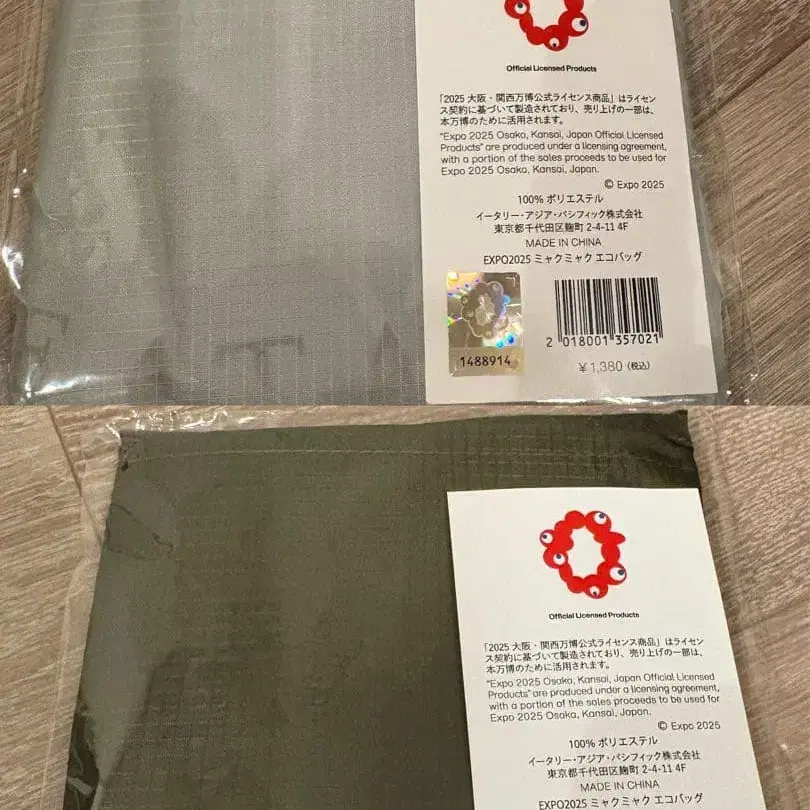 Official Licensed Products
「2025 大阪・関西万博公式ライセンス商品」はライセン
ス契約に基づいて製造されており、売り上げの一部は、
本万博のために活用されます。
"Expo 2025 Osaka, Kansai, Japan Official Licensed
Products" are produced under a licensing agreement,
with a portion of the sales proceeds to be used for
Expo 2025 Osaka, Kansai, Japan.
© Expo 2025
100% ポリエステル
イータリー・アジア・パシフィック株式会社
東京都千代田区麹町 2-4-11 4F
MADE IN CHINA
EXPO2025 ミャクミャク エコバッグ
1488914
2 018001 357021
¥1,380 (税込)
Official Licensed Products
「2025 大阪・関西万博公式ライセンス商品」はライセン
ス契約に基づいて製造されており、売り上げの一部は、
本万博のために活用されます。
"Expo 2025 Osaka, Kansai, Japan Official Licensed
Products" are produced under a licensing agreement,
with a portion of the sales proceeds to be used for
Expo 2025 Osaka, Kansai, Japan.
© Expo 2025
100% ポリエステル
イータリー・アジア・パシフィック株式会社
東京都千代田区麹町 2-4-11 4F
MADE IN CHINA
EXPO2025 ミャクミャク エコバッグ